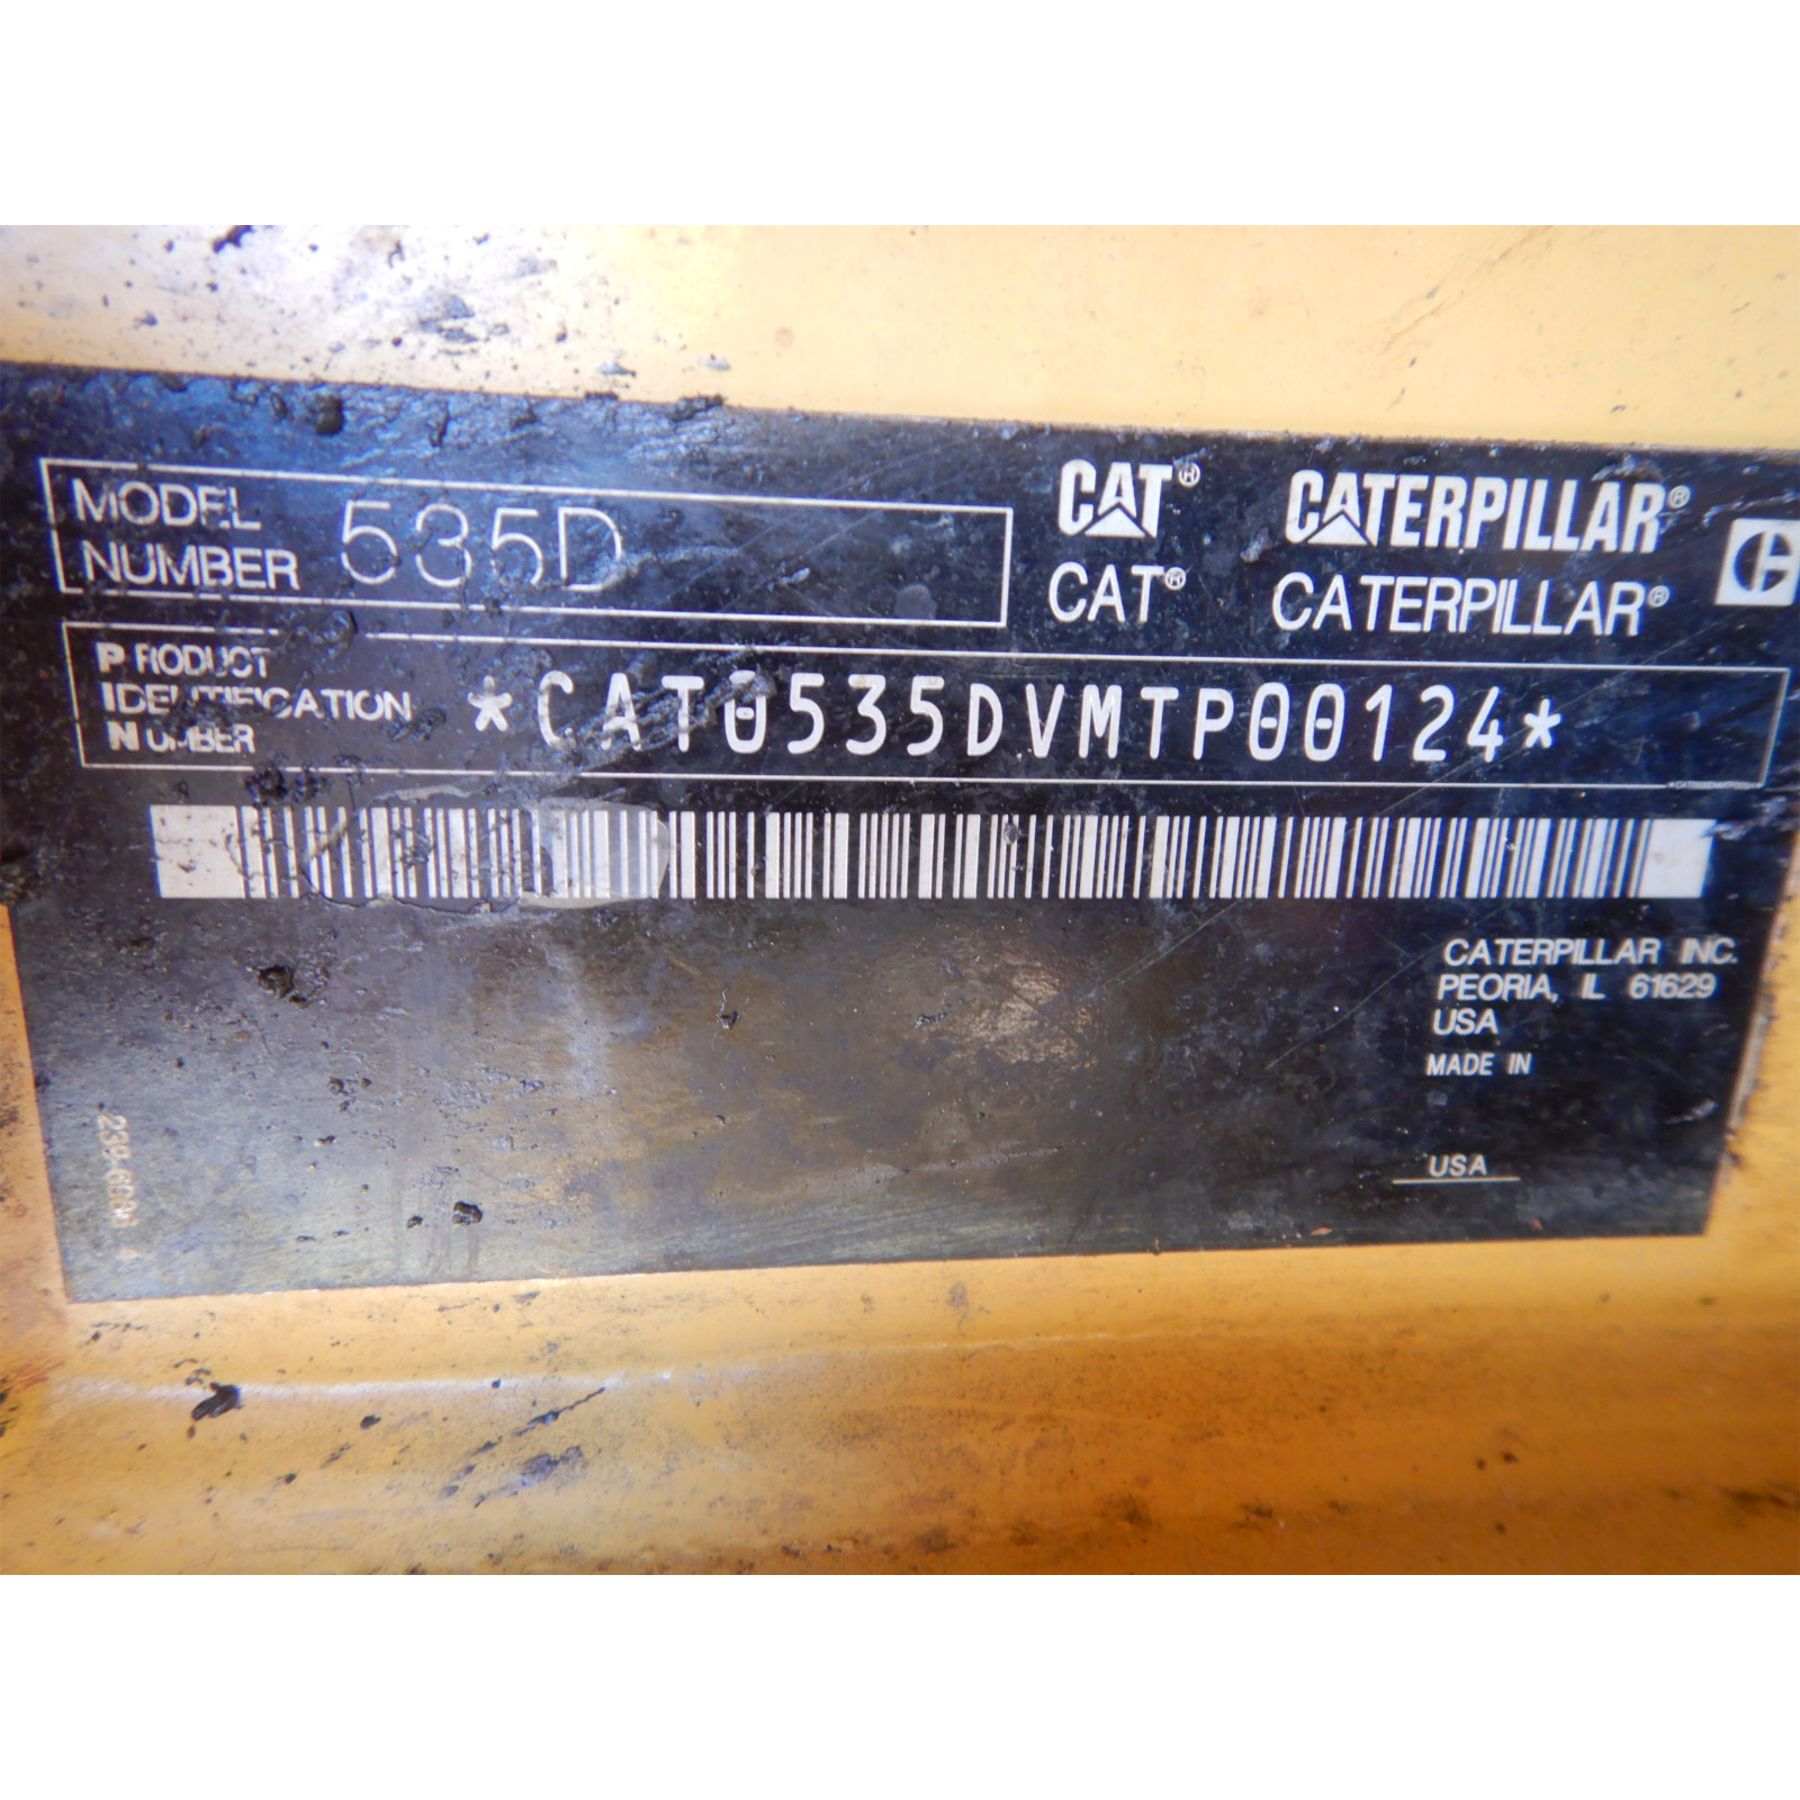 MODEL
NUMBER 535D
CAT® CATERPILLAR®
CAT® CATERPILLAR®
PRODUCT
IDENTIFICATION
NUMBER
*CAT0535DVMTP00124*
CATERPILLAR INC.
PEORIA, IL 61629
USA
MADE IN
USA